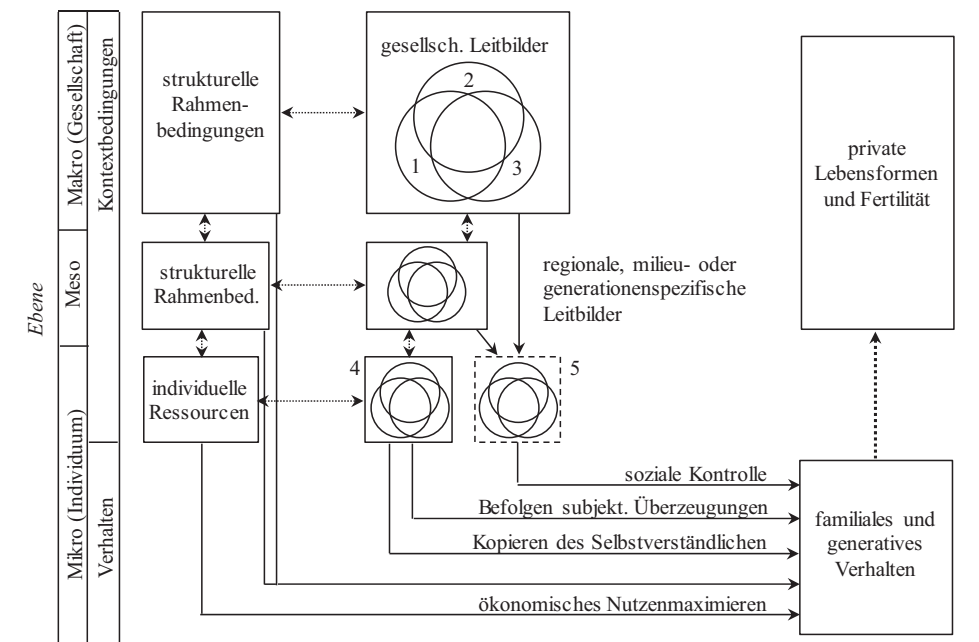 Ebene
Makro (Gesellschaft)
Meso
Mikro (Individuum)
Kontextbedingungen
Verhalten
strukturelle
Rahmen-
bedingungen
gesellsch. Leitbilder
2
1
3
private
Lebensformen
und Fertilität
strukturelle
Rahmenbed.
regionale, milieu- oder
generationenspezifische
Leitbilder
individuelle
Ressourcen
4
5
soziale Kontrolle
Befolgen subjekt. Überzeugungen
Kopieren des Selbstverständlichen
ökonomisches Nutzenmaximieren
familiales und
generatives
Verhalten